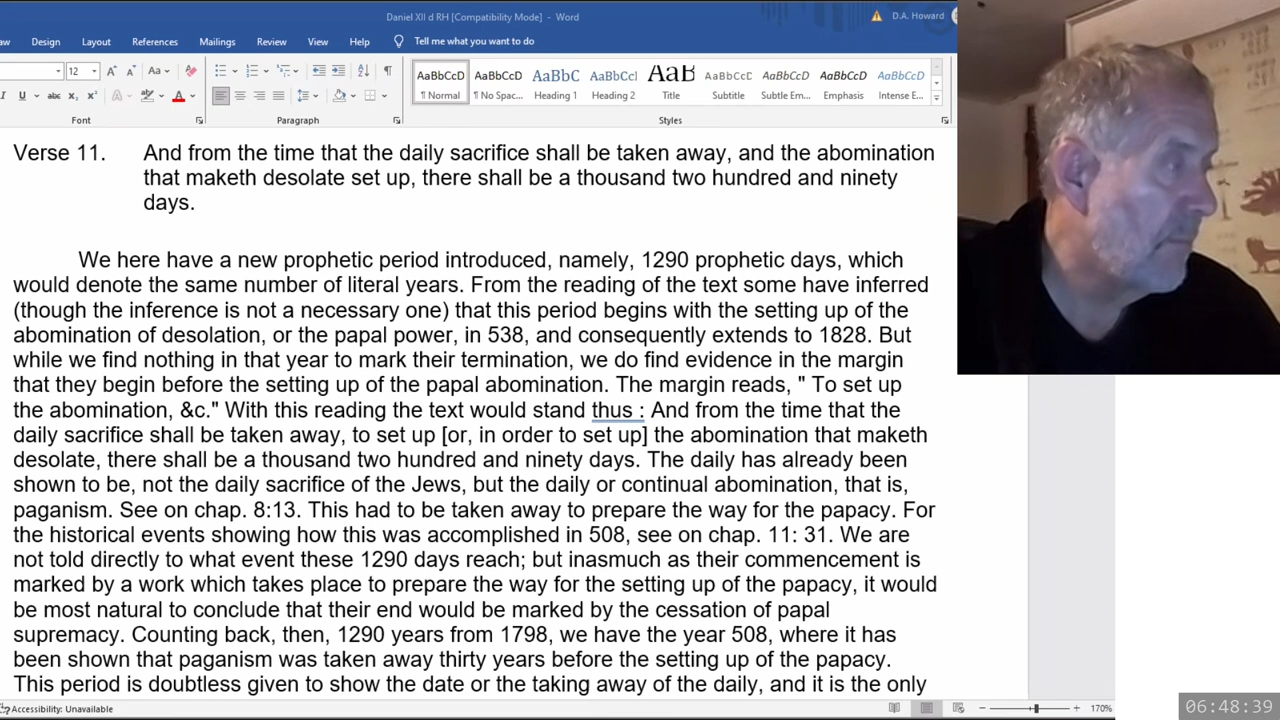 Daniel XII d RH [Compatibility Mode] - Word
D.A. Howard
aw Design Layout References Mailings Review View Help Tell me what you want to do
12 Aa
AaBbCcD AaBbCcD AaBbC AaBbCcI AaB AaBbCcD AaBbCcD AaBbCcD AaBbCcD
U abc x₂ x² A aby A
¶ Normal ¶ No Spac... Heading 1 Heading 2 Title Subtitle Subtle Em... Emphasis Intense E...
Font Paragraph Styles
Verse 11. And from the time that the daily sacrifice shall be taken away, and the abomination
that maketh desolate set up, there shall be a thousand two hundred and ninety
days.
We here have a new prophetic period introduced, namely, 1290 prophetic days, which
would denote the same number of literal years. From the reading of the text some have inferred
(though the inference is not a necessary one) that this period begins with the setting up of the
abomination of desolation, or the papal power, in 538, and consequently extends to 1828. But
while we find nothing in that year to mark their termination, we do find evidence in the margin
that they begin before the setting up of the papal abomination. The margin reads, " To set up
the abomination, &c." With this reading the text would stand thus : And from the time that the
daily sacrifice shall be taken away, to set up [or, in order to set up] the abomination that maketh
desolate, there shall be a thousand two hundred and ninety days. The daily has already been
shown to be, not the daily sacrifice of the Jews, but the daily or continual abomination, that is,
paganism. See on chap. 8:13. This had to be taken away to prepare the way for the papacy. For
the historical events showing how this was accomplished in 508, see on chap. 11: 31. We are
not told directly to what event these 1290 days reach; but inasmuch as their commencement is
marked by a work which takes place to prepare the way for the setting up of the papacy, it would
be most natural to conclude that their end would be marked by the cessation of papal
supremacy. Counting back, then, 1290 years from 1798, we have the year 508, where it has
been shown that paganism was taken away thirty years before the setting up of the papacy.
This period is doubtless given to show the date or the taking away of the daily, and it is the only
Accessibility: Unavailable
170%
06:48:39